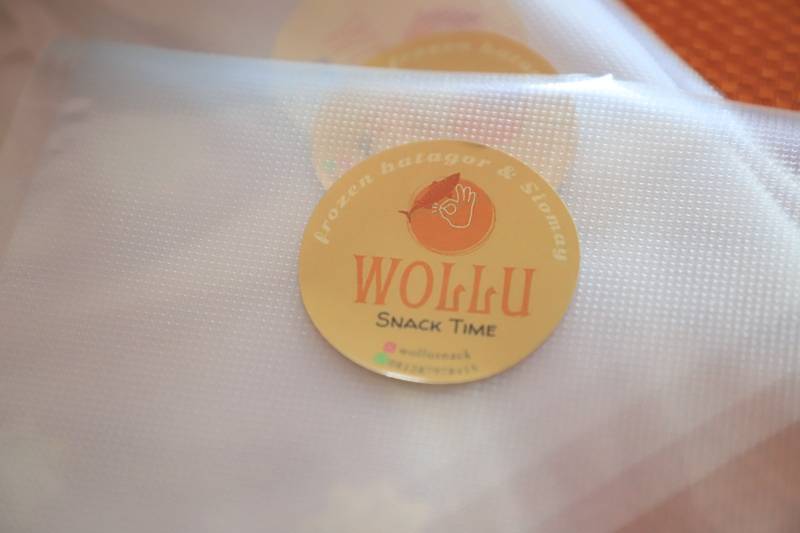 frozen batagor & Siomay
WOLLU
SNACK TIME
wollusnack